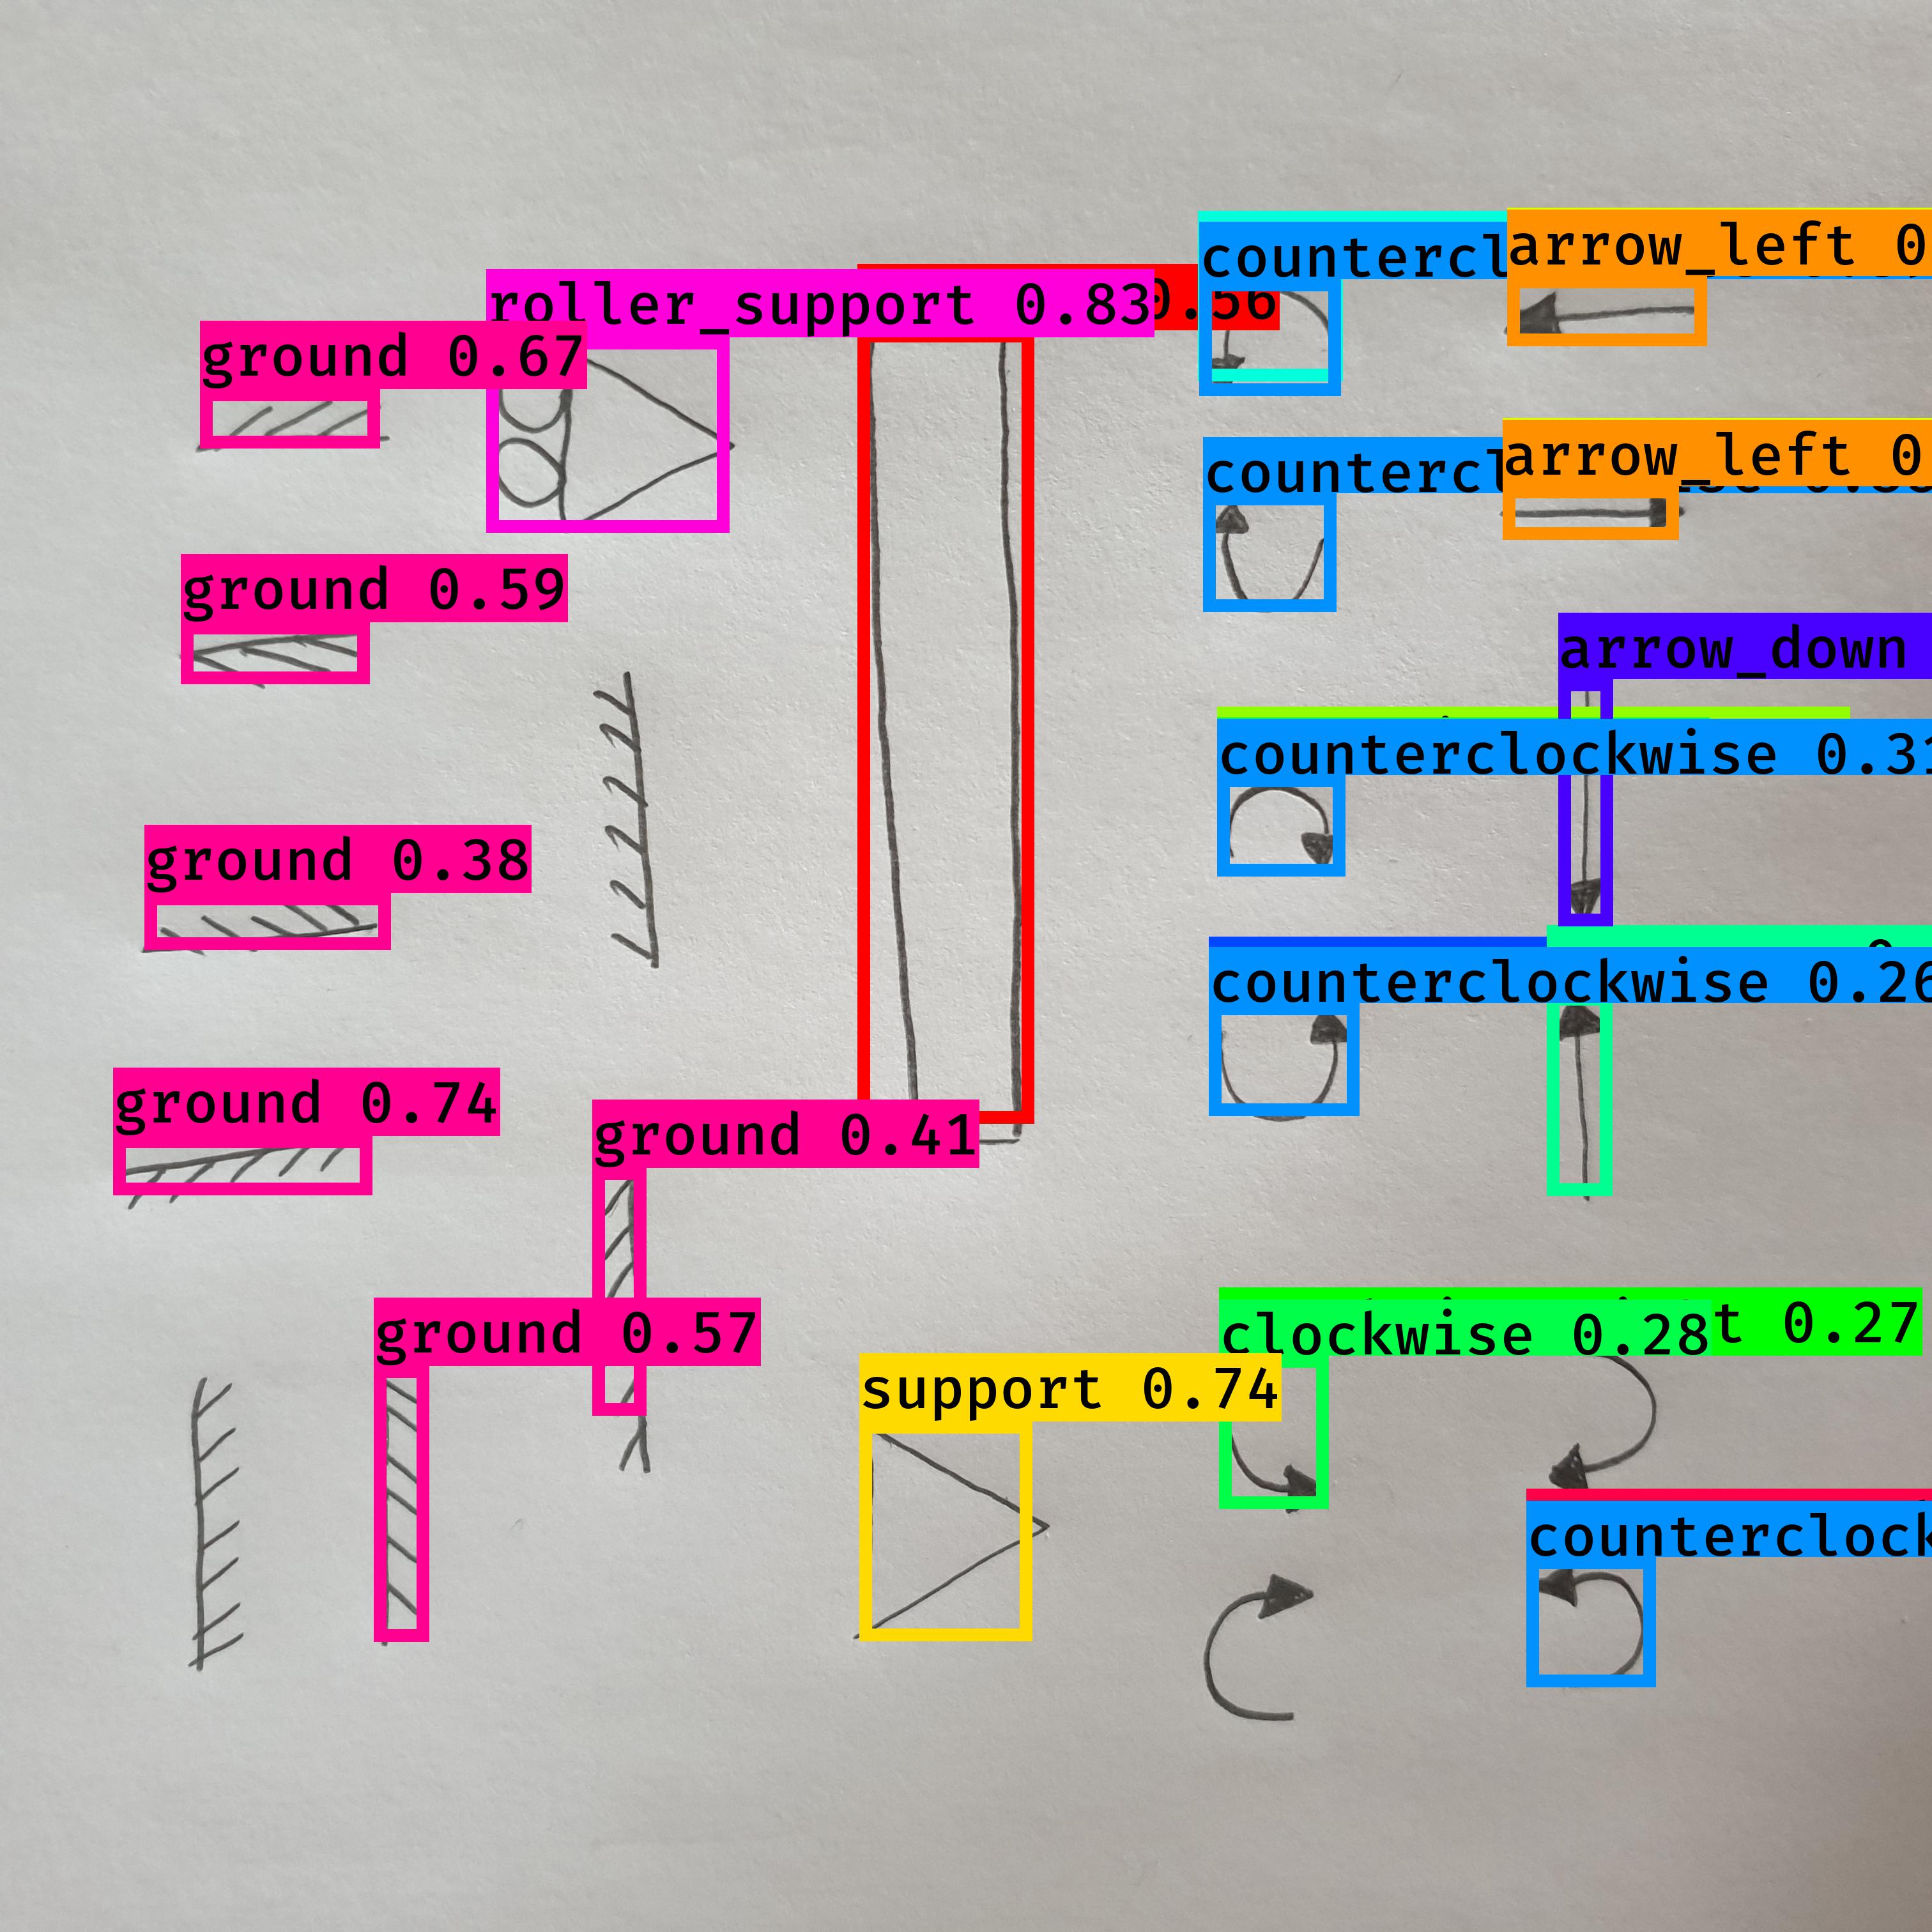 arrow_left 0
countercl
roller_support 0.83
0.56
ground 0.67
arrow_left 0
countercl
ground 0.59
arrow_down
counterclockwise 0.31
ground 0.38
counterclockwise 0.26
ground 0.74
ground 0.41
clockwise 0.28
t 0.27
ground 0.57
support 0.74
counterclock